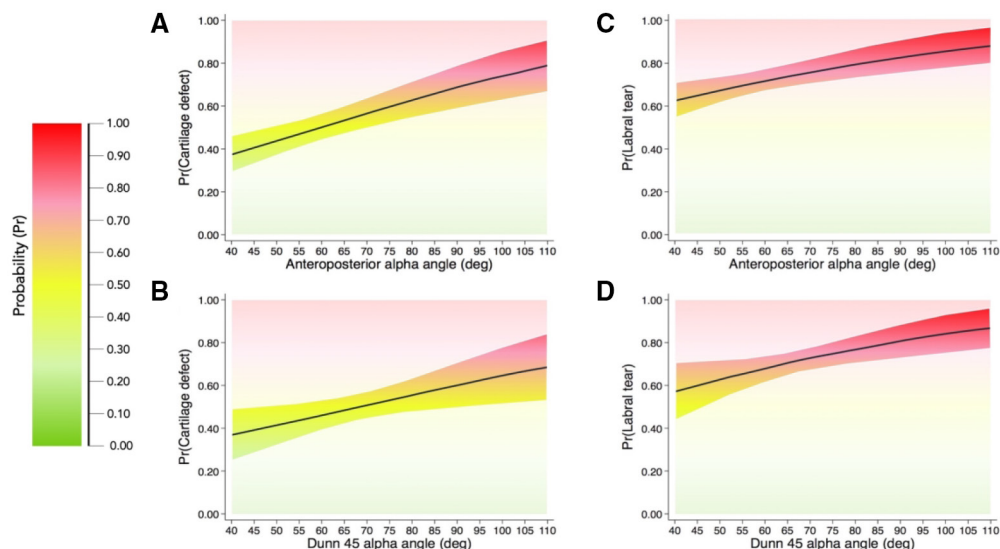 A
1.00
0.80
0.60
0.40
0.20
0.00
Pr(Cartilage defect)
40 45 50 55 60 65 70 75 80 85 90 95 100 105 110
Anteroposterior alpha angle (deg)
C
1.00
0.80
0.60
0.40
0.20
0.00
Pr(Labral tear)
40 45 50 55 60 65 70 75 80 85 90 95 100 105 110
Anteroposterior alpha angle (deg)
Probability (Pr)
1.00
0.90
0.80
0.70
0.60
0.50
0.40
0.30
0.20
0.10
0.00
B
1.00
0.80
0.60
0.40
0.20
0.00
Pr(Cartilage defect)
40 45 50 55 60 65 70 75 80 85 90 95 100 105 110
Dunn 45 alpha angle (deg)
D
1.00
0.80
0.60
0.40
0.20
0.00
Pr(Labral tear)
40 45 50 55 60 65 70 75 80 85 90 95 100 105 110
Dunn 45 alpha angle (deg)